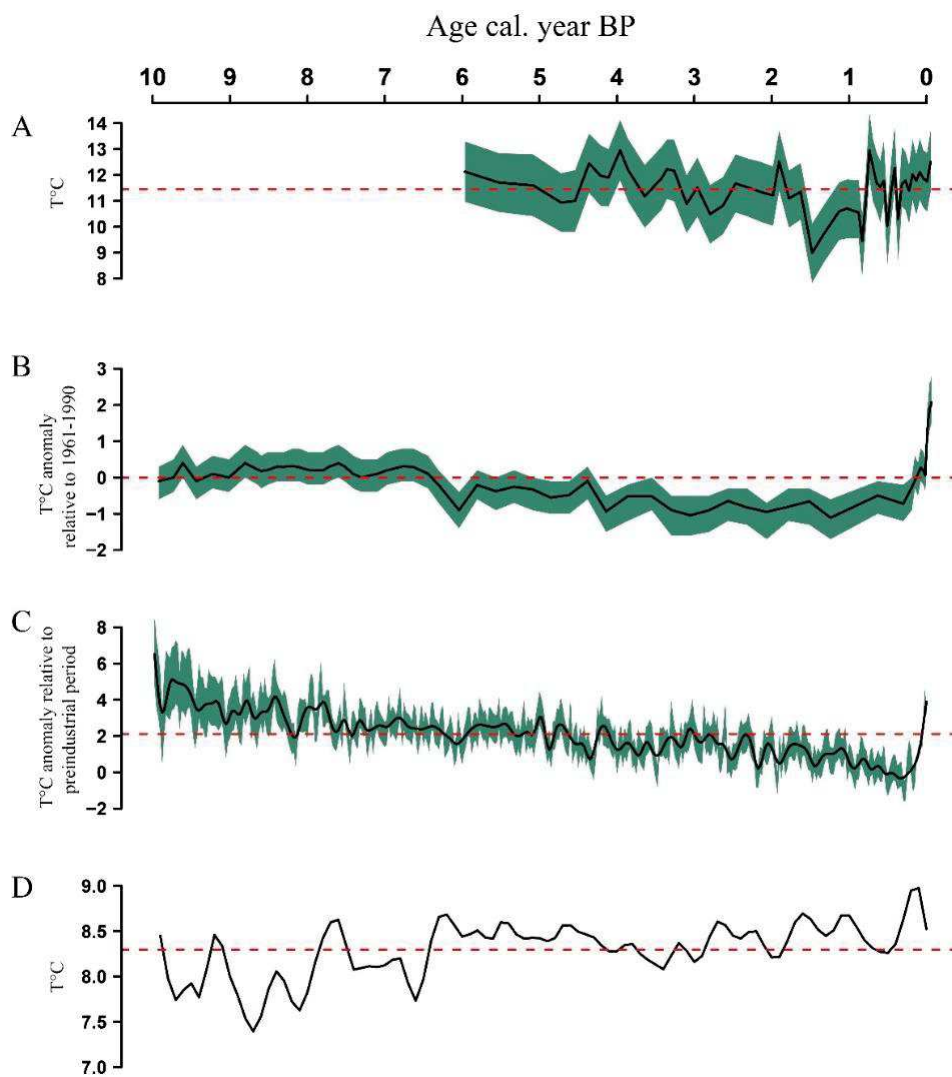 Age cal. year BP
10 9 8 7 6 5 4 3 2 1 0
A
T°C
14
13
12
11
10
9
8
B
T°C anomaly
relative to 1961-1990
3
2
1
0
−1
−2
C
T°C anomaly relative to
preindustrial period
8
6
4
2
0
−2
D
T°C
9.0
8.5
8.0
7.5
7.0